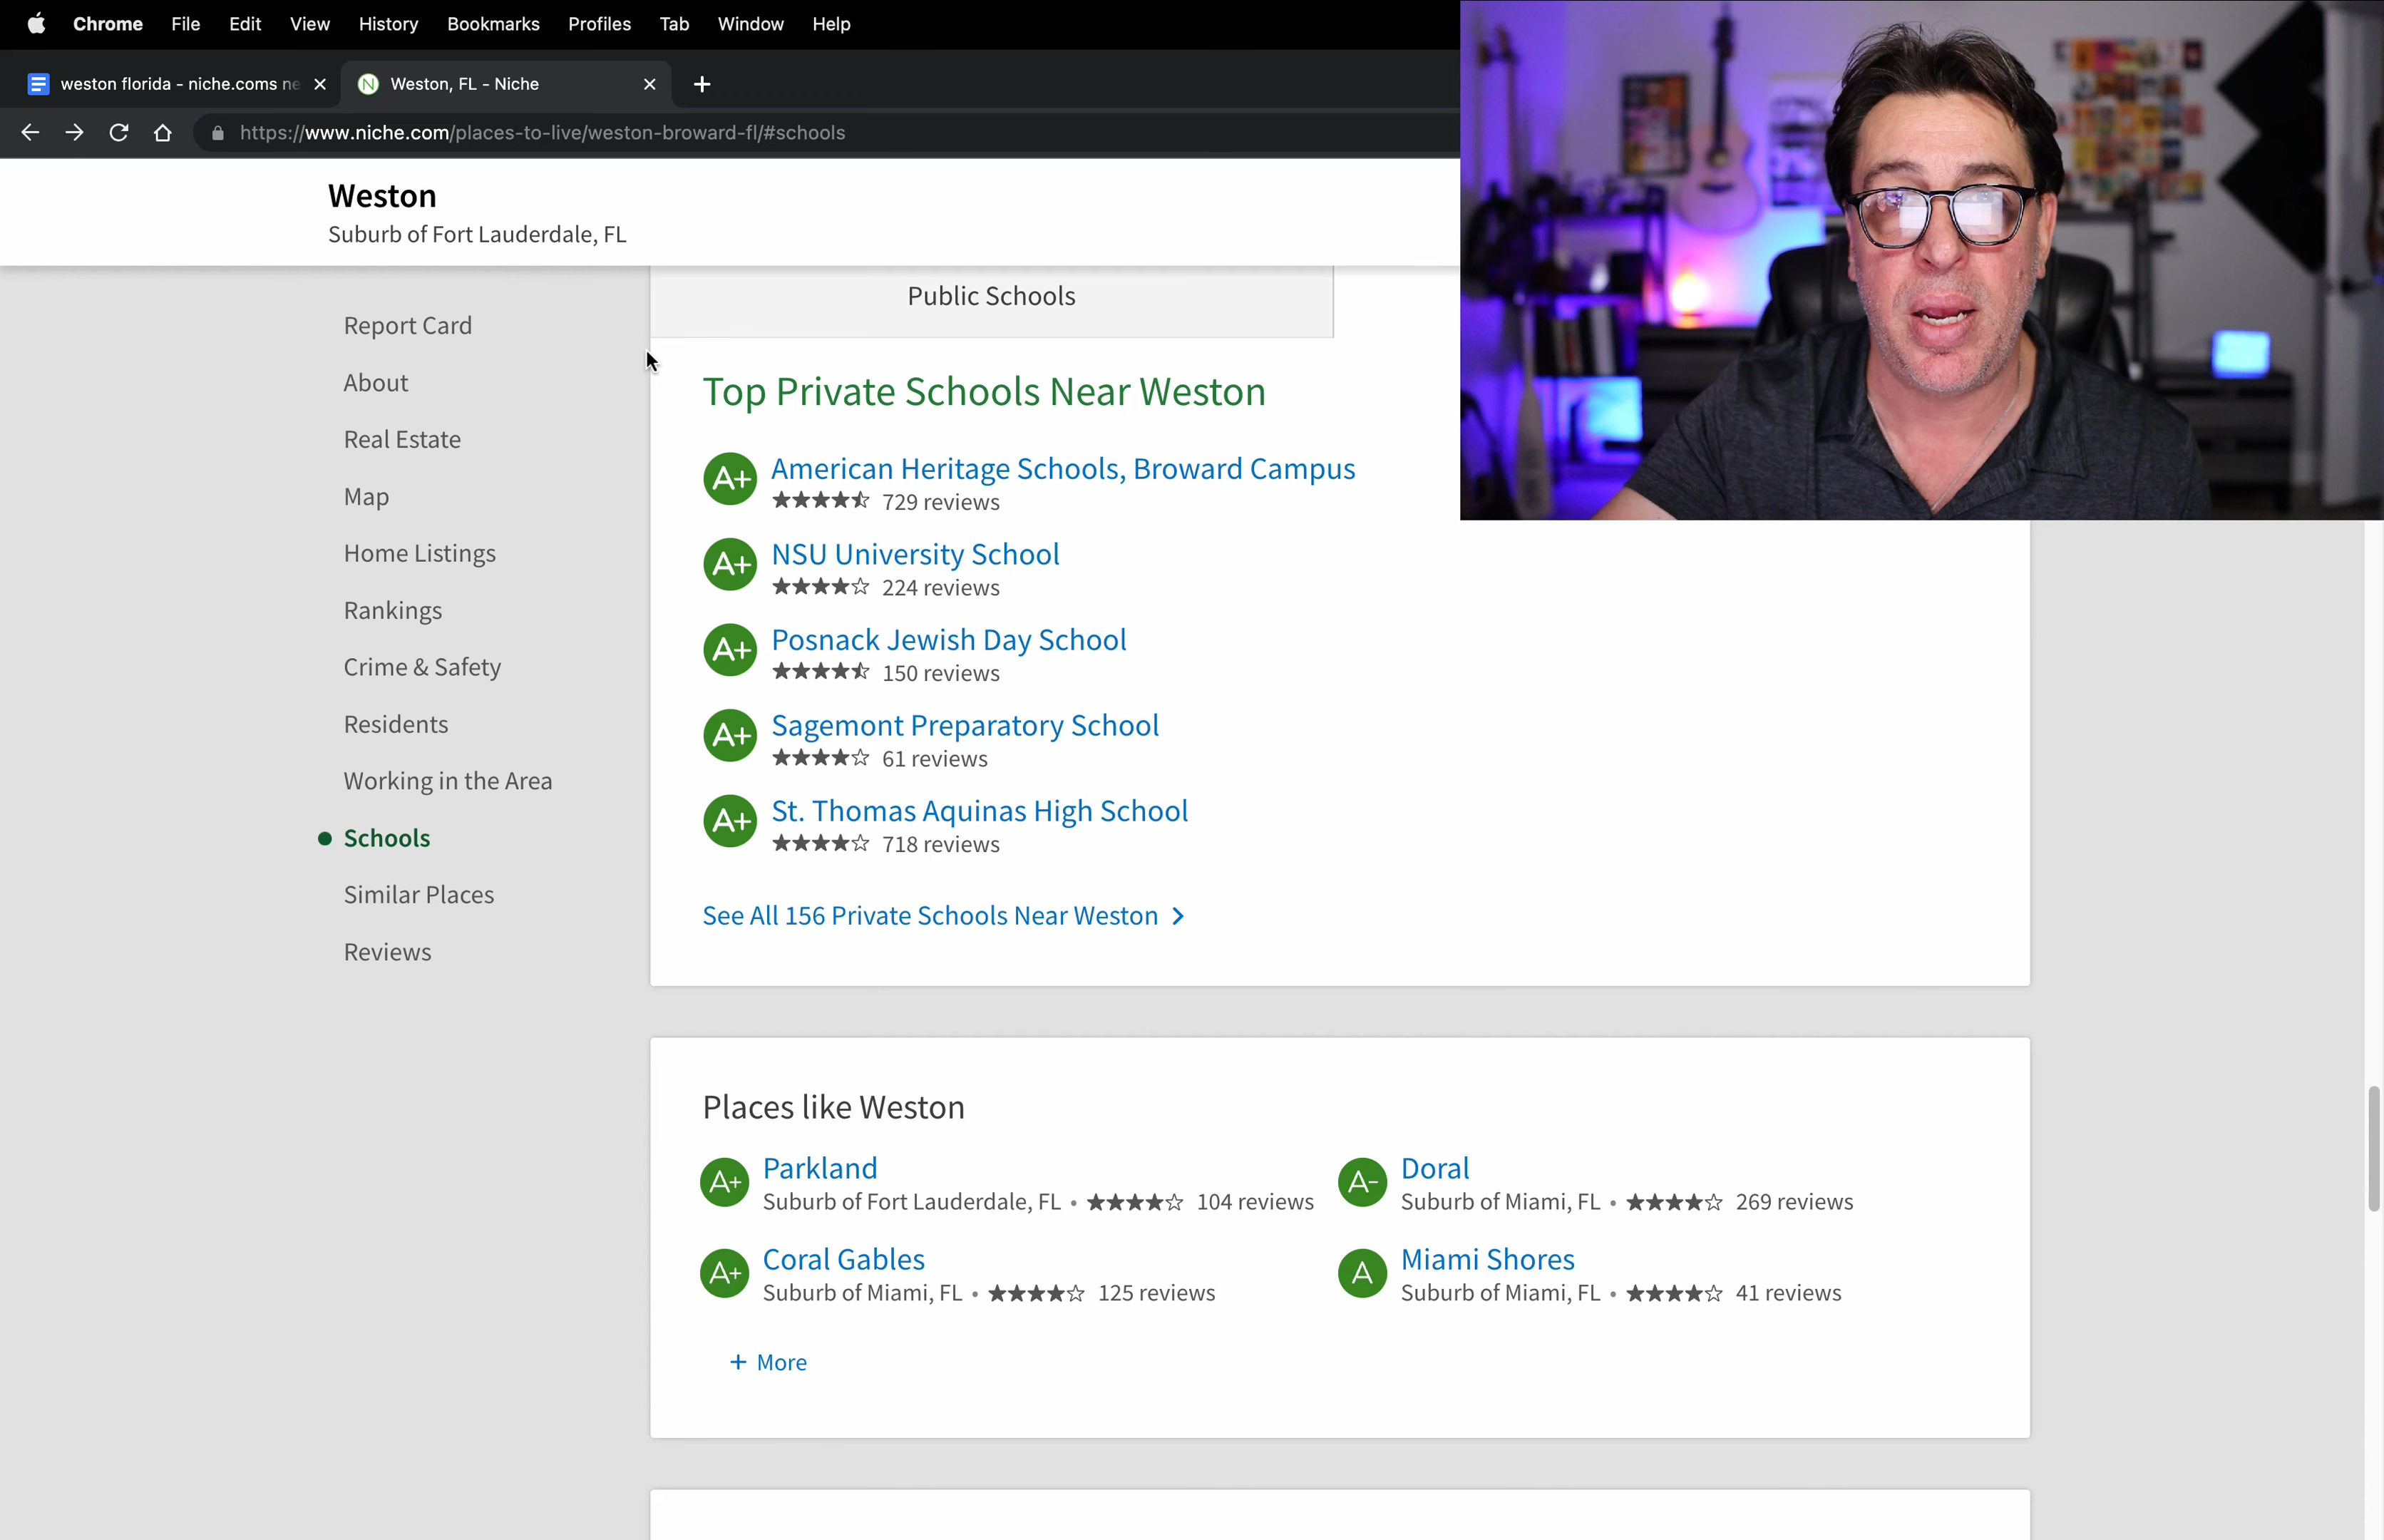 Chrome File Edit View History Bookmarks Profiles Tab Window Help
weston florida - niche.coms ne
Weston, FL - Niche
https://www.niche.com/places-to-live/weston-broward-fl/#schools
Weston
Suburb of Fort Lauderdale, FL
Report Card
About
Real Estate
Map
Home Listings
Rankings
Crime & Safety
Residents
Working in the Area
Schools
Similar Places
Reviews
Public Schools
Top Private Schools Near Weston
A+ American Heritage Schools, Broward Campus
729 reviews
A+ NSU University School
224 reviews
A+ Posnack Jewish Day School
150 reviews
A+ Sagemont Preparatory School
61 reviews
A+ St. Thomas Aquinas High School
718 reviews
See All 156 Private Schools Near Weston
Places like Weston
A+ Parkland
Suburb of Fort Lauderdale, FL • 104 reviews
A- Doral
Suburb of Miami, FL • 269 reviews
A+ Coral Gables
Suburb of Miami, FL • 125 reviews
A Miami Shores
Suburb of Miami, FL • 41 reviews
+ More